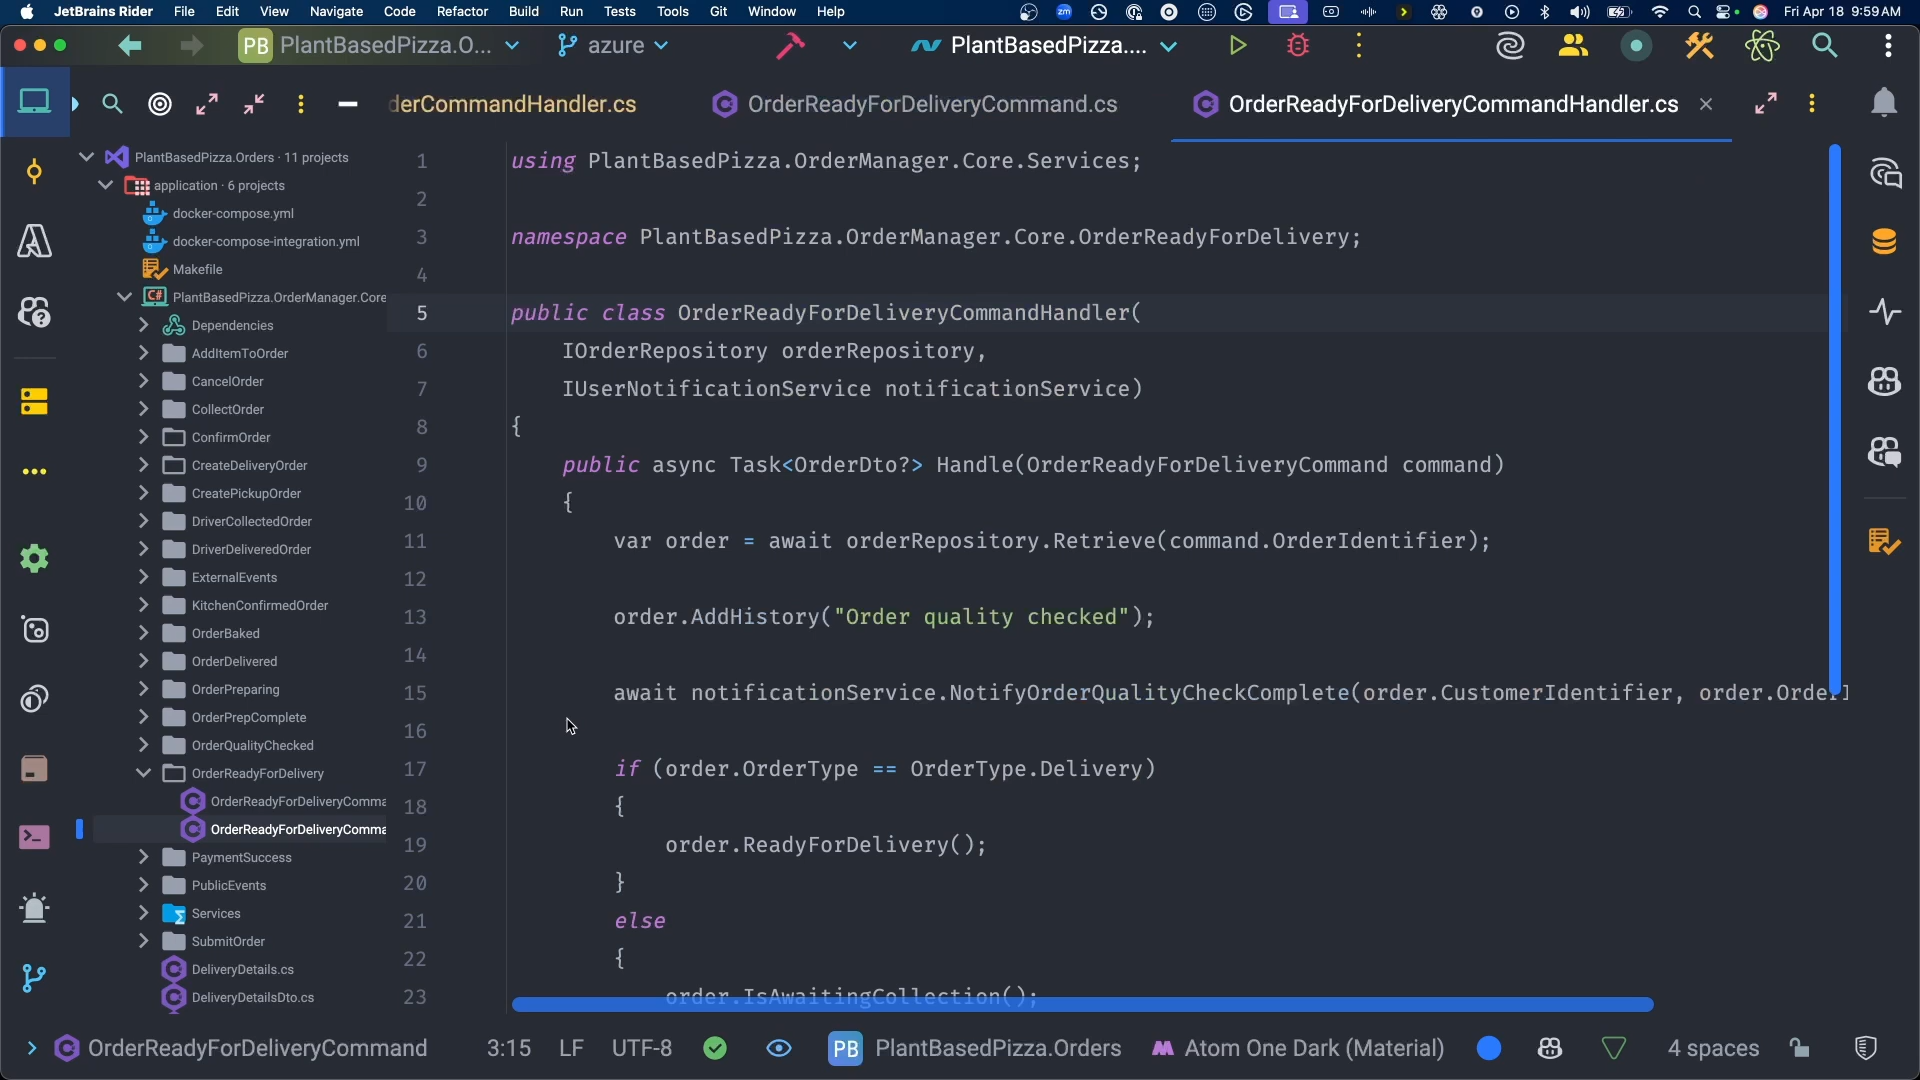 JetBrains Rider File Edit View Navigate Code Refactor Build Run Tests Tools Git Window Help
zm
Fri Apr 18 9:59 AM
PB PlantBasedPizza.O... azure PlantBasedPizza....
derCommandHandler.cs OrderReadyForDeliveryCommand.cs OrderReadyForDeliveryCommandHandler.cs
PlantBasedPizza.Orders · 11 projects
application · 6 projects
docker-compose.yml
docker-compose-integration.yml
Makefile
C# PlantBasedPizza.OrderManager.Core
Dependencies
AddItemToOrder
CancelOrder
CollectOrder
ConfirmOrder
CreateDeliveryOrder
CreatePickupOrder
DriverCollectedOrder
DriverDeliveredOrder
ExternalEvents
KitchenConfirmedOrder
OrderBaked
OrderDelivered
OrderPreparing
OrderPrepComplete
OrderQualityChecked
OrderReadyForDelivery
OrderReadyForDeliveryComma
OrderReadyForDeliveryComma
PaymentSuccess
PublicEvents
Services
SubmitOrder
DeliveryDetails.cs
DeliveryDetailsDto.cs
1 using PlantBasedPizza.OrderManager.Core.Services;
2
3 namespace PlantBasedPizza.OrderManager.Core.OrderReadyForDelivery;
4
5 public class OrderReadyForDeliveryCommandHandler(
6 IOrderRepository orderRepository,
7 IUserNotificationService notificationService)
8 {
9 public async Task<OrderDto?> Handle(OrderReadyForDeliveryCommand command)
10 {
11 var order = await orderRepository.Retrieve(command.OrderIdentifier);
12
13 order.AddHistory("Order quality checked");
14
15 await notificationService.NotifyOrderQualityCheckComplete(order.CustomerIdentifier, order.OrderI
16
17 if (order.OrderType == OrderType.Delivery)
18 {
19 order.ReadyForDelivery();
20 }
21 else
22 {
23 order.IsAwaitingCollection();
OrderReadyForDeliveryCommand 3:15 LF UTF-8 PB PlantBasedPizza.Orders Atom One Dark (Material) 4 spaces